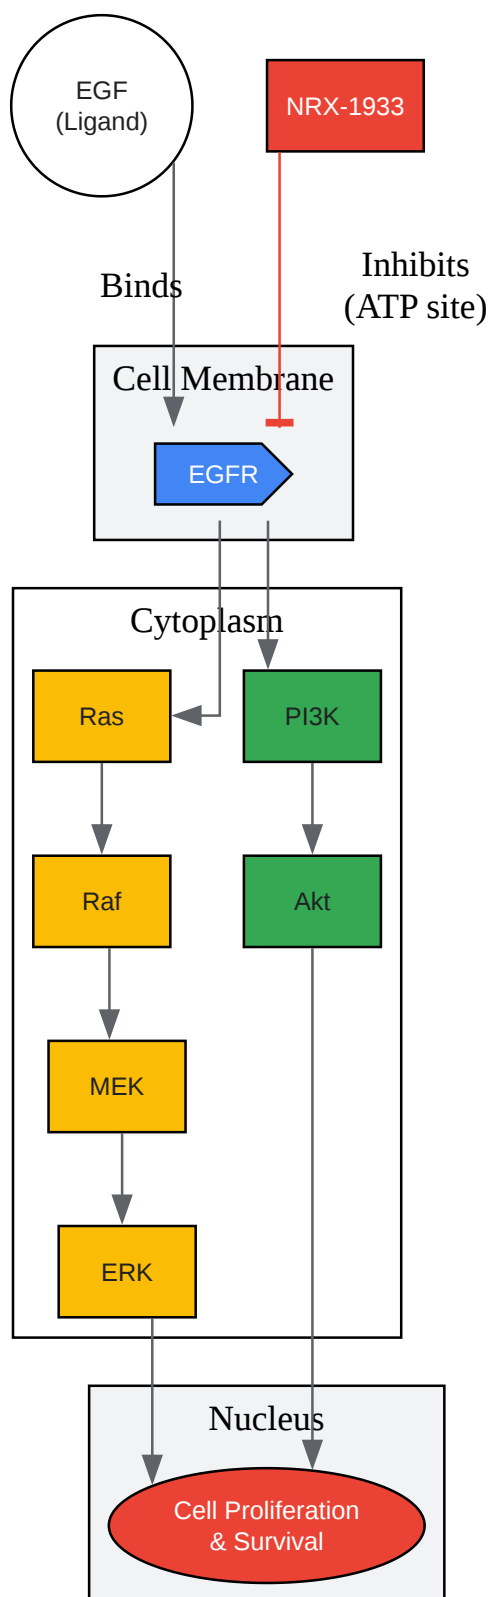 EGF
(Ligand)
NRX-1933
Binds
Inhibits
(ATP site)
Cell Membrane
EGFR
Cytoplasm
Ras
PI3K
Raf
Akt
MEK
ERK
Nucleus
Cell Proliferation
& Survival